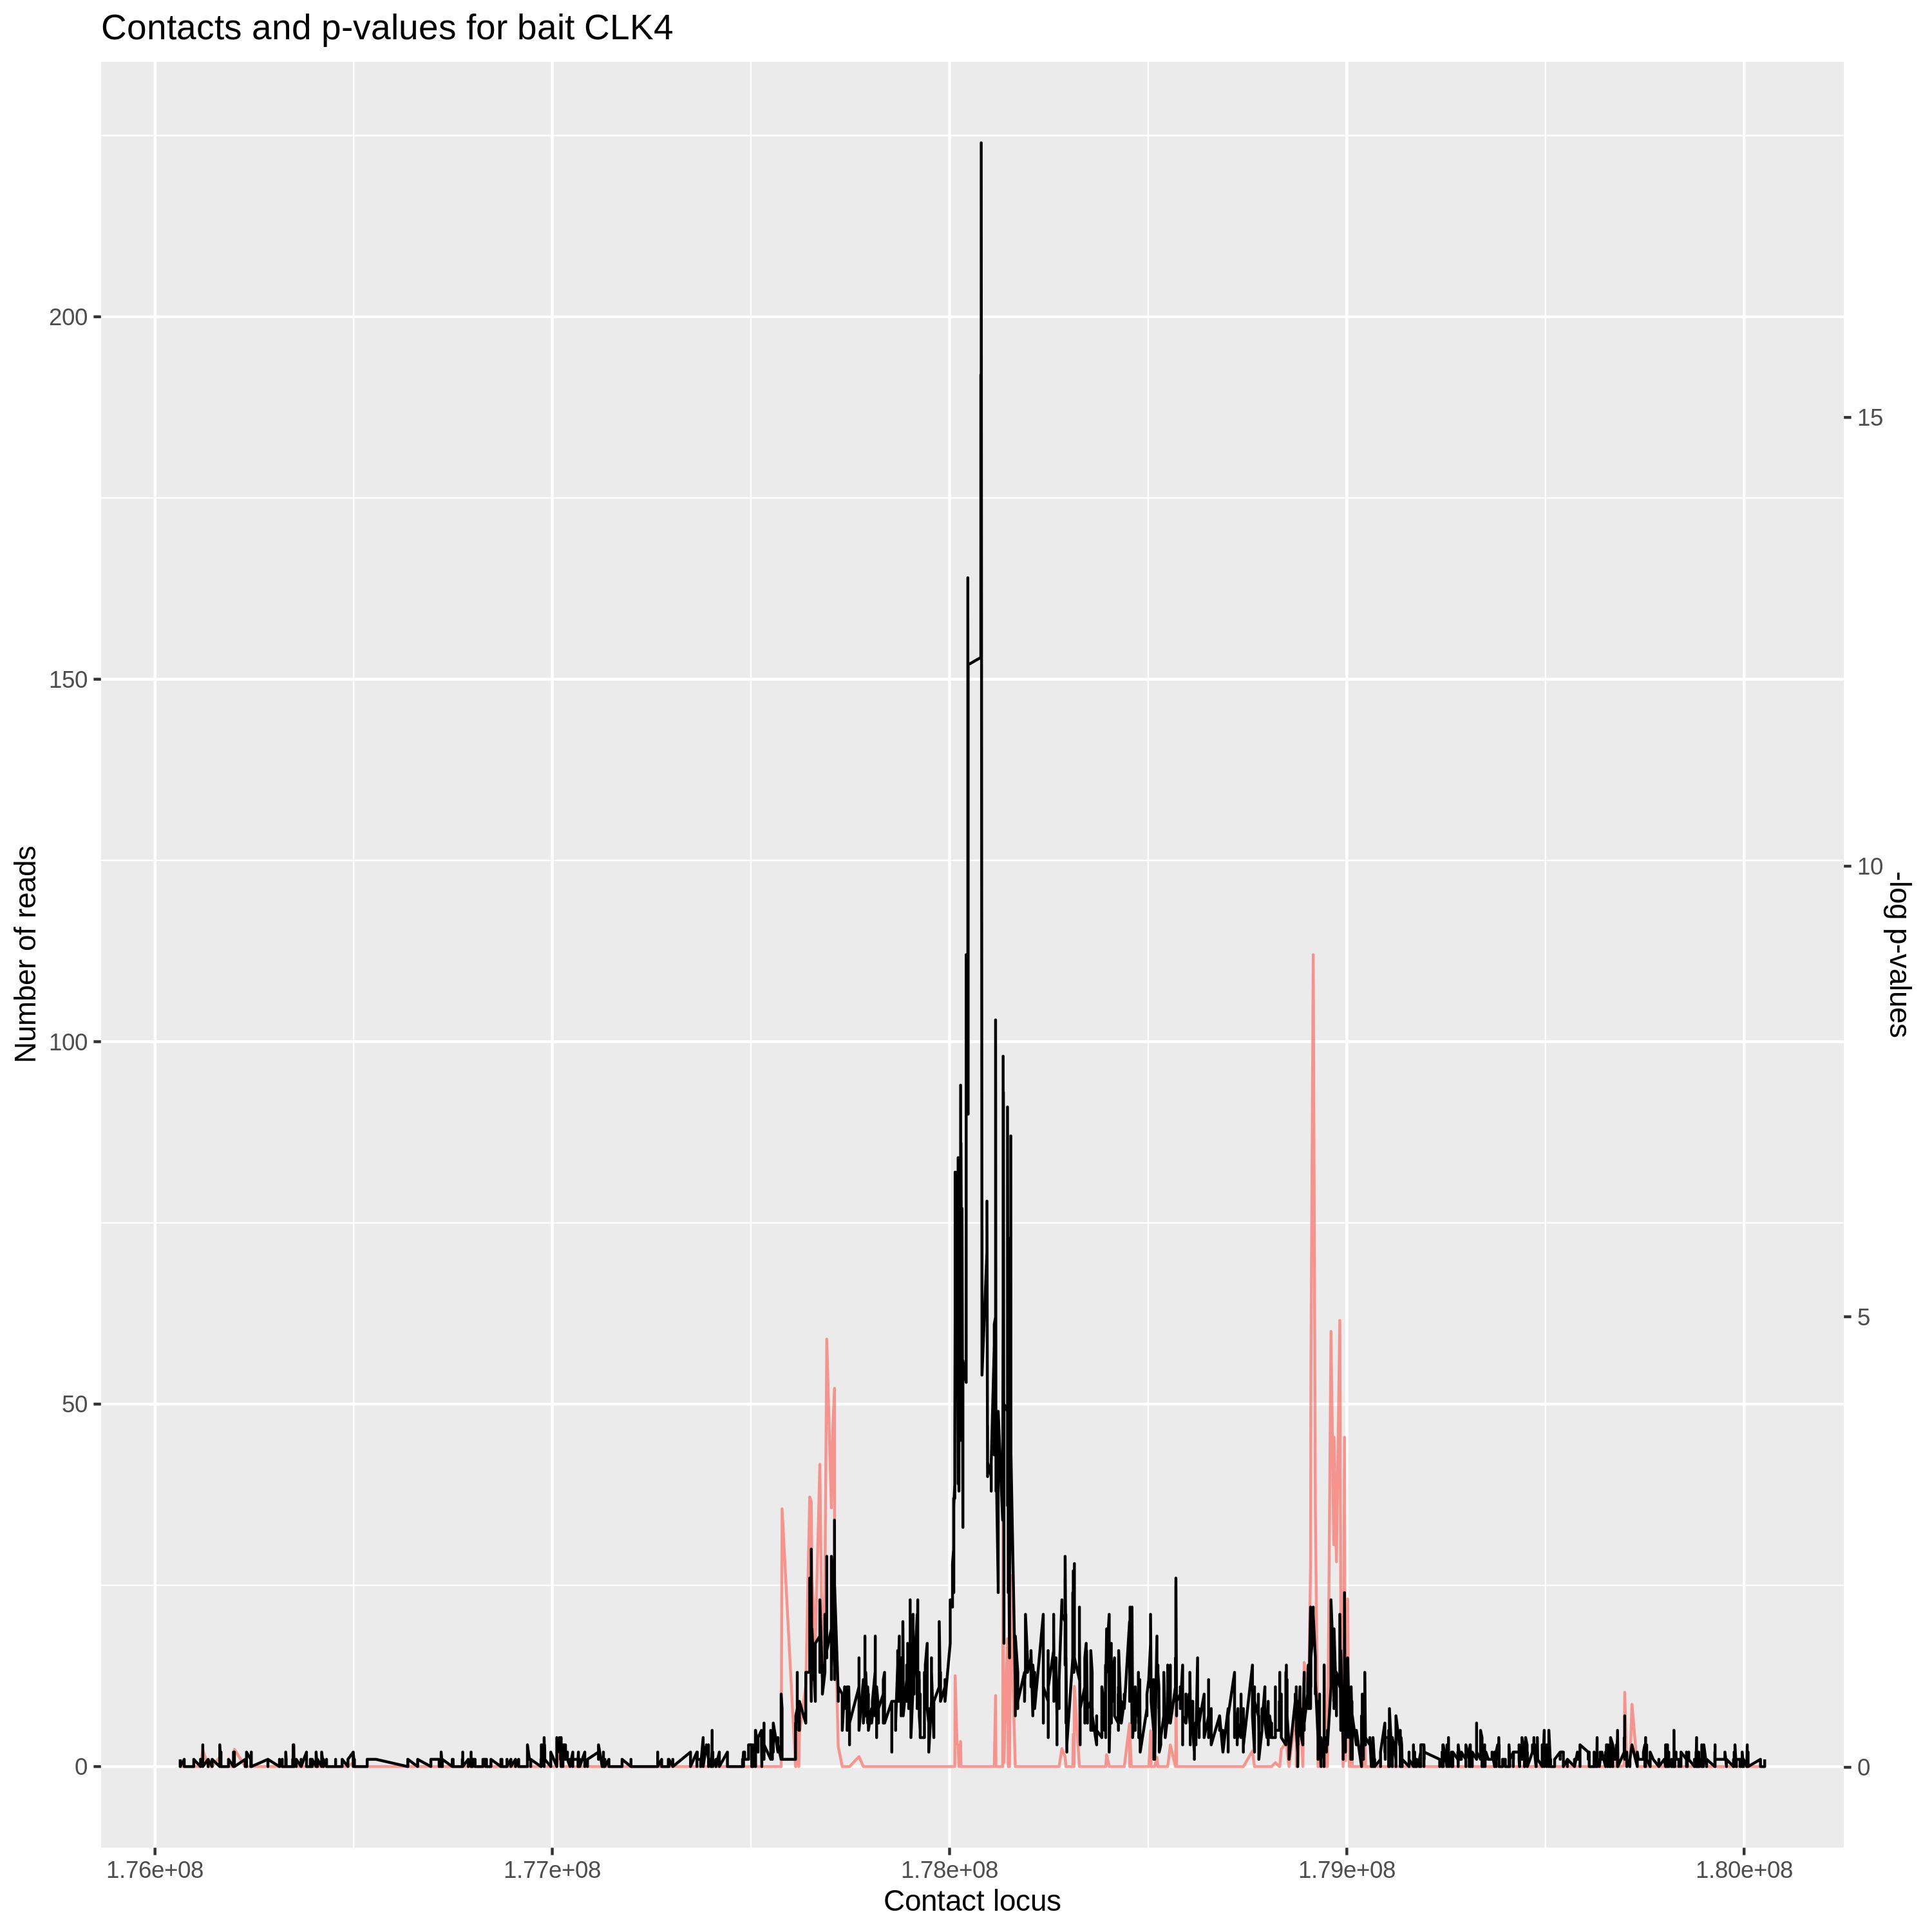 Contacts and p-values for bait CLK4
200
150
100
50
0
Number of reads
15
10
5
0
-log p-values
1.76e+08
1.77e+08
1.78e+08
1.79e+08
1.80e+08
Contact locus